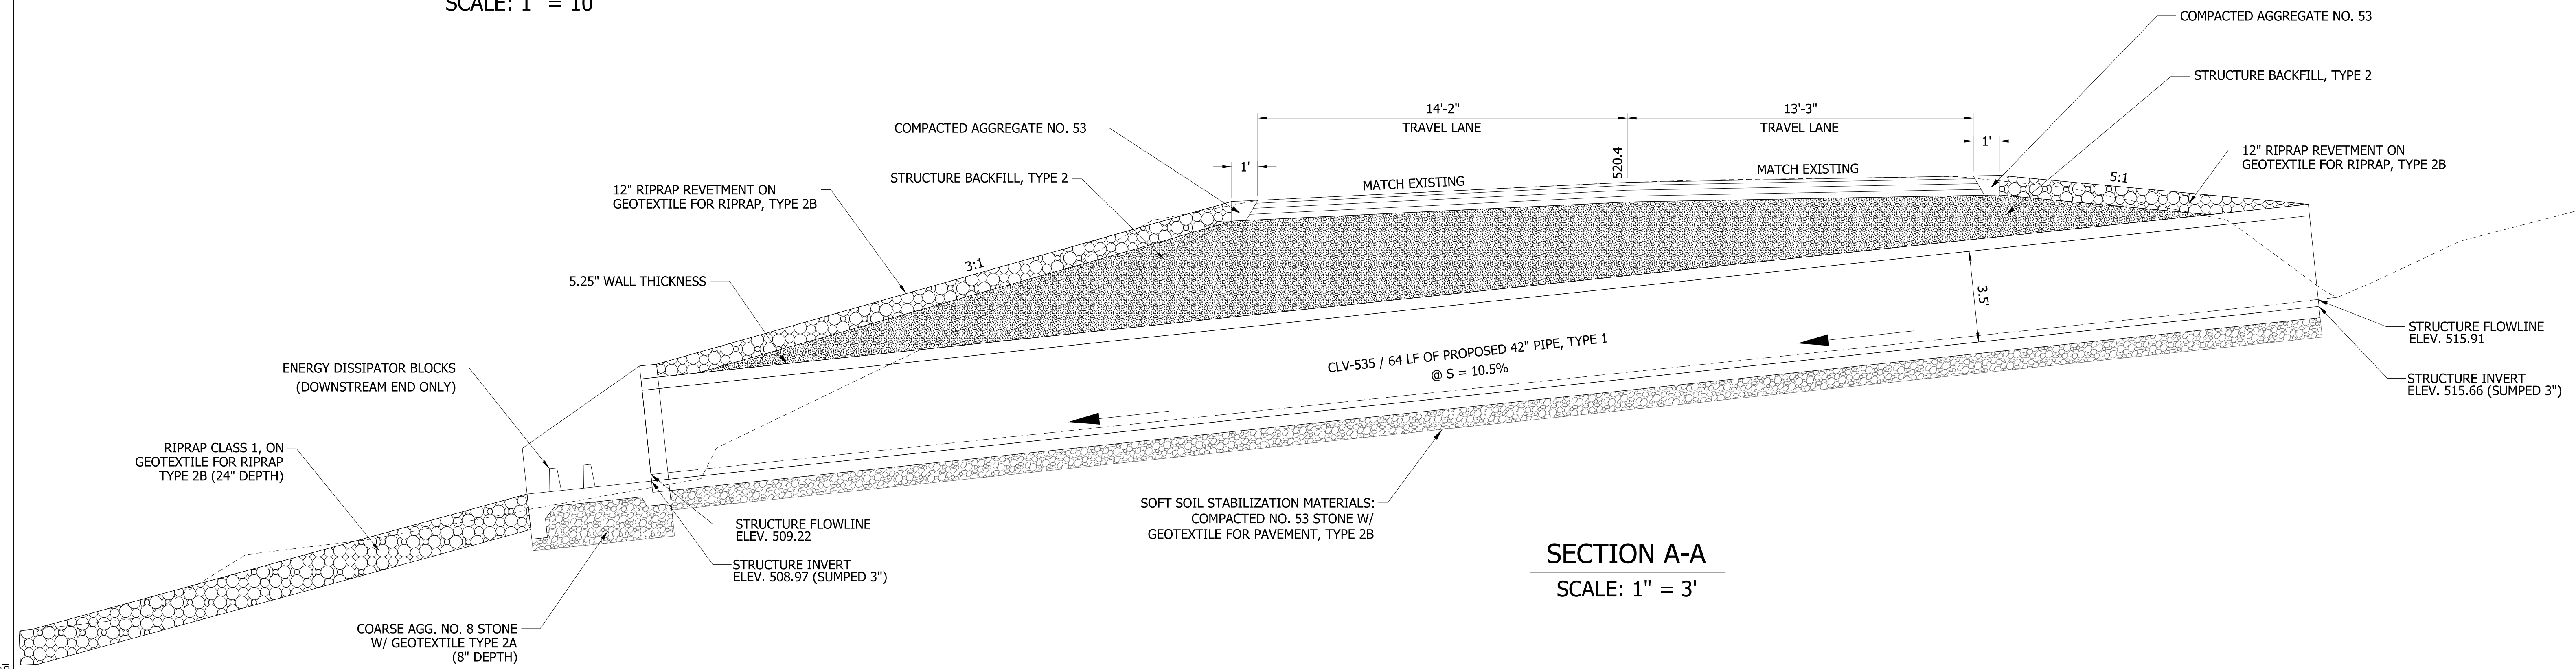 SCALE: 1" = 10'
COMPACTED AGGREGATE NO. 53
STRUCTURE BACKFILL, TYPE 2
14'-2"
TRAVEL LANE
13'-3"
TRAVEL LANE
COMPACTED AGGREGATE NO. 53
1'
520.4
1'
12" RIPRAP REVETMENT ON
GEOTEXTILE FOR RIPRAP, TYPE 2B
STRUCTURE BACKFILL, TYPE 2
MATCH EXISTING
MATCH EXISTING
5:1
12" RIPRAP REVETMENT ON
GEOTEXTILE FOR RIPRAP, TYPE 2B
3:1
5.25" WALL THICKNESS
3.5'
STRUCTURE FLOWLINE
ELEV. 515.91
CLV-535 / 64 LF OF PROPOSED 42" PIPE, TYPE 1
@ S = 10.5%
ENERGY DISSIPATOR BLOCKS
(DOWNSTREAM END ONLY)
STRUCTURE INVERT
ELEV. 515.66 (SUMPED 3")
RIPRAP CLASS 1, ON
GEOTEXTILE FOR RIPRAP
TYPE 2B (24" DEPTH)
SOFT SOIL STABILIZATION MATERIALS:
COMPACTED NO. 53 STONE W/
GEOTEXTILE FOR PAVEMENT, TYPE 2B
STRUCTURE FLOWLINE
ELEV. 509.22
STRUCTURE INVERT
ELEV. 508.97 (SUMPED 3")
SECTION A-A
SCALE: 1" = 3'
COARSE AGG. NO. 8 STONE
W/ GEOTEXTILE TYPE 2A
(8" DEPTH)